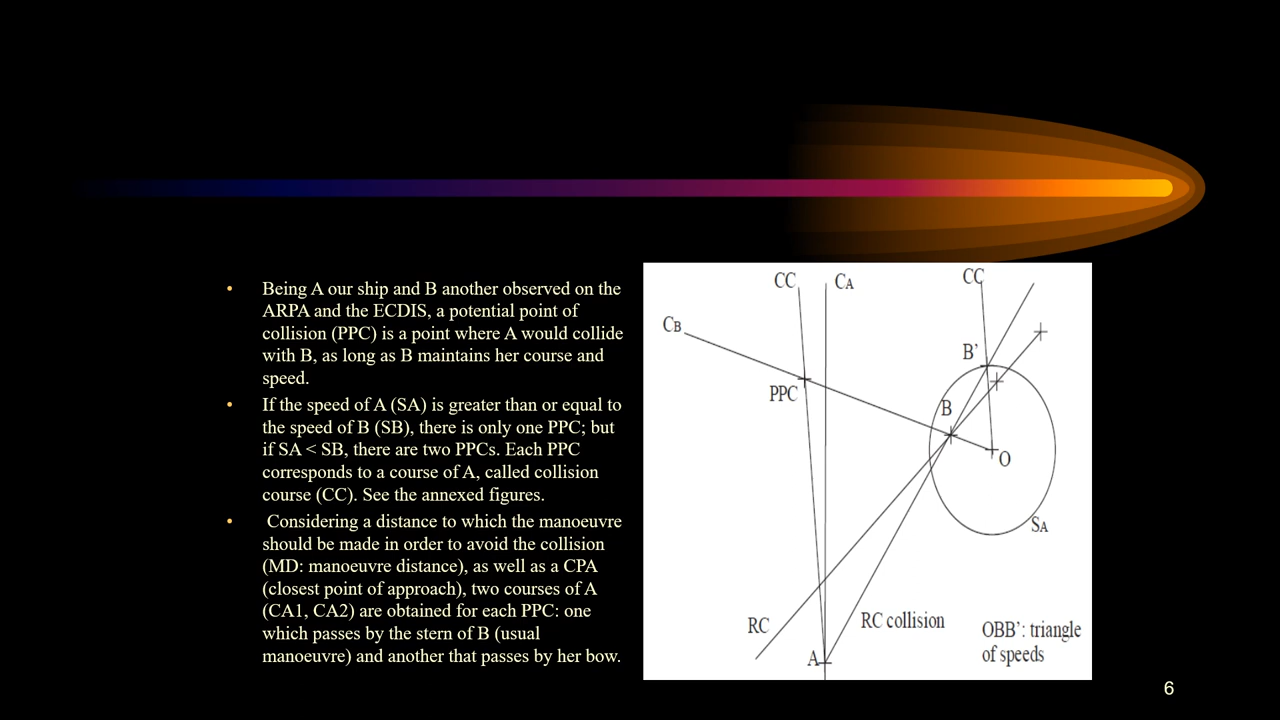 • Being A our ship and B another observed on the
ARPA and the ECDIS, a potential point of
collision (PPC) is a point where A would collide
with B, as long as B maintains her course and
speed.
• If the speed of A (SA) is greater than or equal to
the speed of B (SB), there is only one PPC; but
if SA < SB, there are two PPCs. Each PPC
corresponds to a course of A, called collision
course (CC). See the annexed figures.
• Considering a distance to which the manoeuvre
should be made in order to avoid the collision
(MD: manoeuvre distance), as well as a CPA
(closest point of approach), two courses of A
(CA1, CA2) are obtained for each PPC: one
which passes by the stern of B (usual
manoeuvre) and another that passes by her bow.
CC
CA
CC
CB
B’
PPC
B
O
SA
RC
RC collision
A
OBB’: triangle
of speeds
6